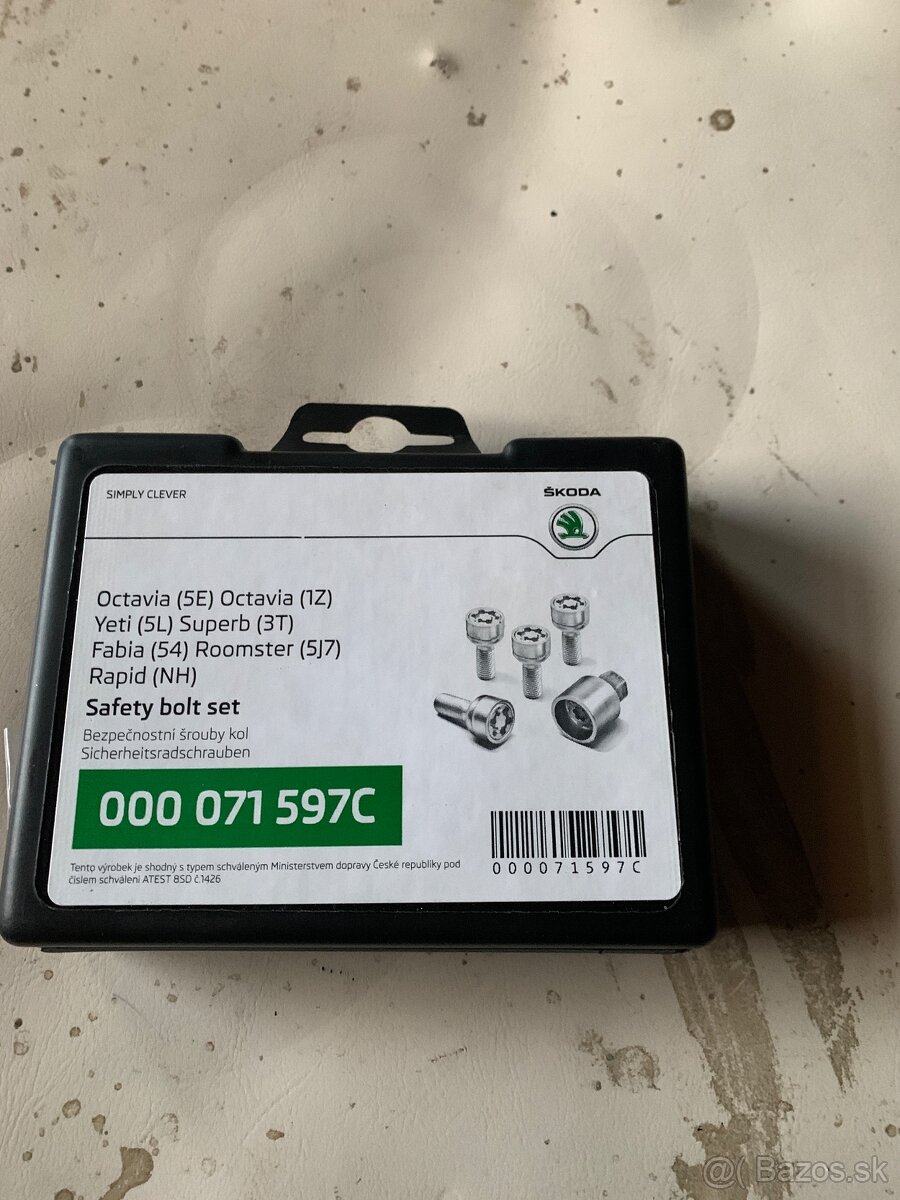 SIMPLY CLEVER
ŠKODA
Octavia (5E) Octavia (1Z)
Yeti (5L) Superb (3T)
Fabia (54) Roomster (5J7)
Rapid (NH)
Safety bolt set
Bezpečnostní šrouby kol
Sicherheitsradschrauben
000 071 597C
000071597C
Tento výrobek je shodný s typem schváleným Ministerstvem dopravy České republiky pod
číslem schválení ATEST 8SD č.1426
@( Bazos.sk